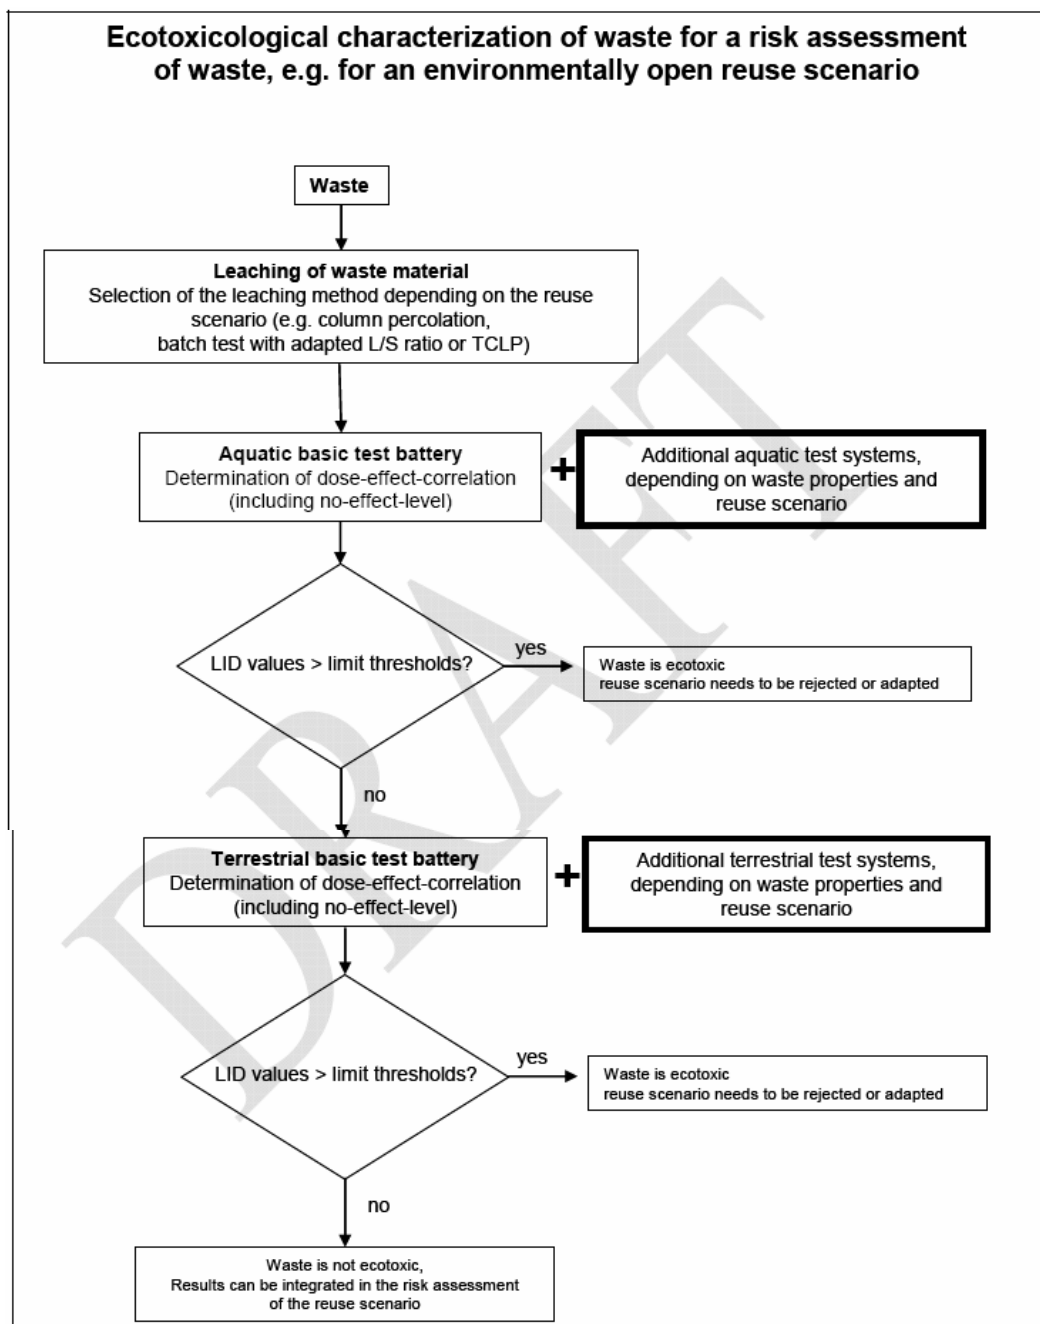 Ecotoxicological characterization of waste for a risk assessment
of waste, e.g. for an environmentally open reuse scenario
Waste
Leaching of waste material
Selection of the leaching method depending on the reuse
scenario (e.g. column percolation,
batch test with adapted L/S ratio or TCLP)
Aquatic basic test battery
Determination of dose-effect-correlation
(including no-effect-level)
+
Additional aquatic test systems,
depending on waste properties and
reuse scenario
LID values > limit thresholds?
yes
Waste is ecotoxic
reuse scenario needs to be rejected or adapted
no
Terrestrial basic test battery
Determination of dose-effect-correlation
(including no-effect-level)
+
Additional terrestrial test systems,
depending on waste properties and
reuse scenario
LID values > limit thresholds?
yes
Waste is ecotoxic
reuse scenario needs to be rejected or adapted
no
Waste is not ecotoxic,
Results can be integrated in the risk assessment
of the reuse scenario
DRAFT